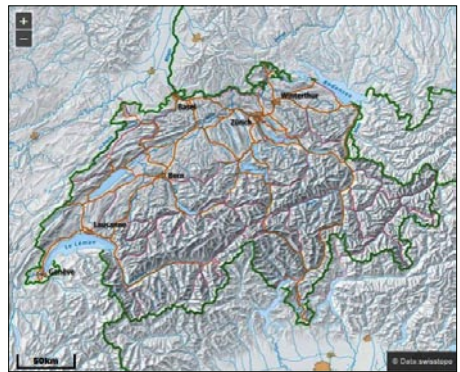 +
−
Bodensee
Basel
Winterthur
Zürich
Bern
Lausanne
Le Léman
Genève
50km
© Data: swisstopo